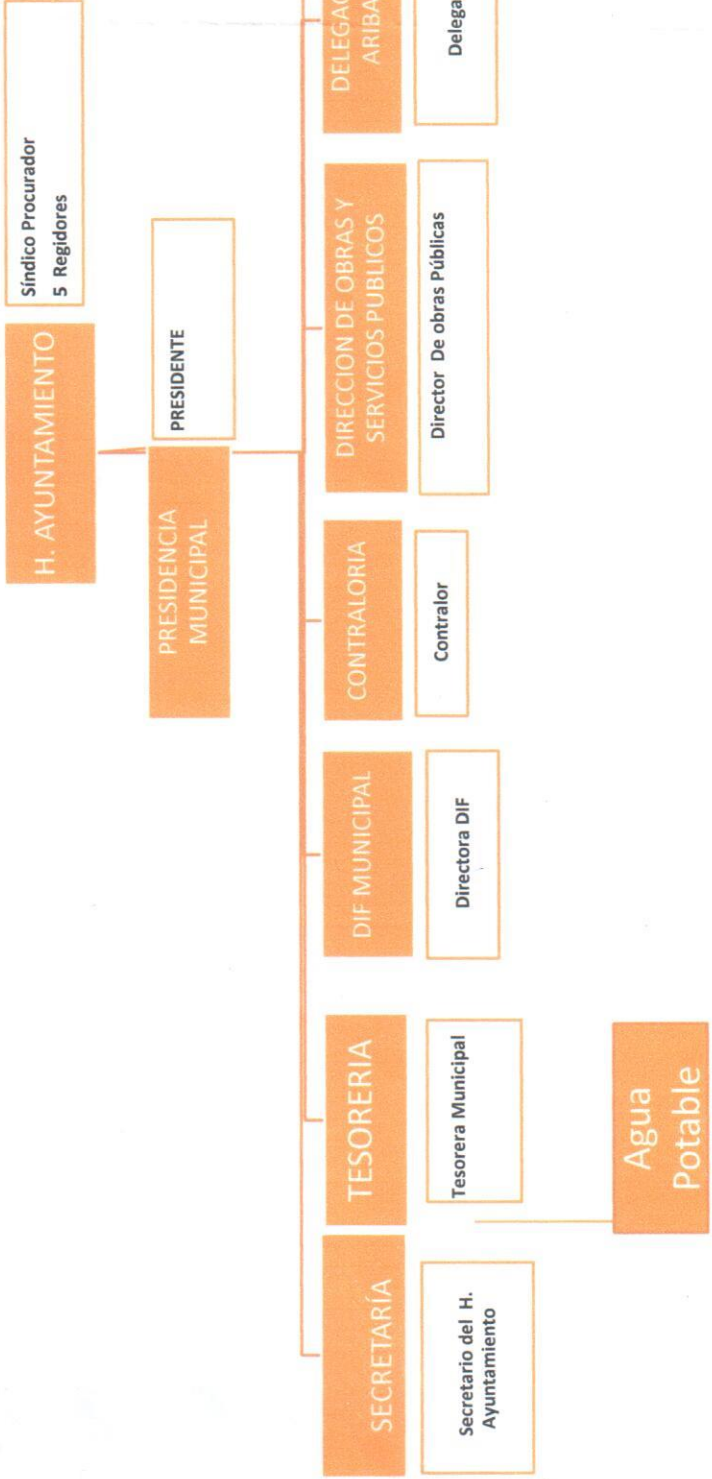 H. AYUNTAMIENTO
Síndico Procurador
5 Regidores
PRESIDENCIA
MUNICIPAL
PRESIDENTE
SECRETARÍA
Secretario del H.
Ayuntamiento
TESORERIA
Tesorera Municipal
Agua
Potable
DIF MUNICIPAL
Directora DIF
CONTRALORIA
Contralor
DIRECCION DE OBRAS Y
SERVICIOS PUBLICOS
Director De obras Públicas